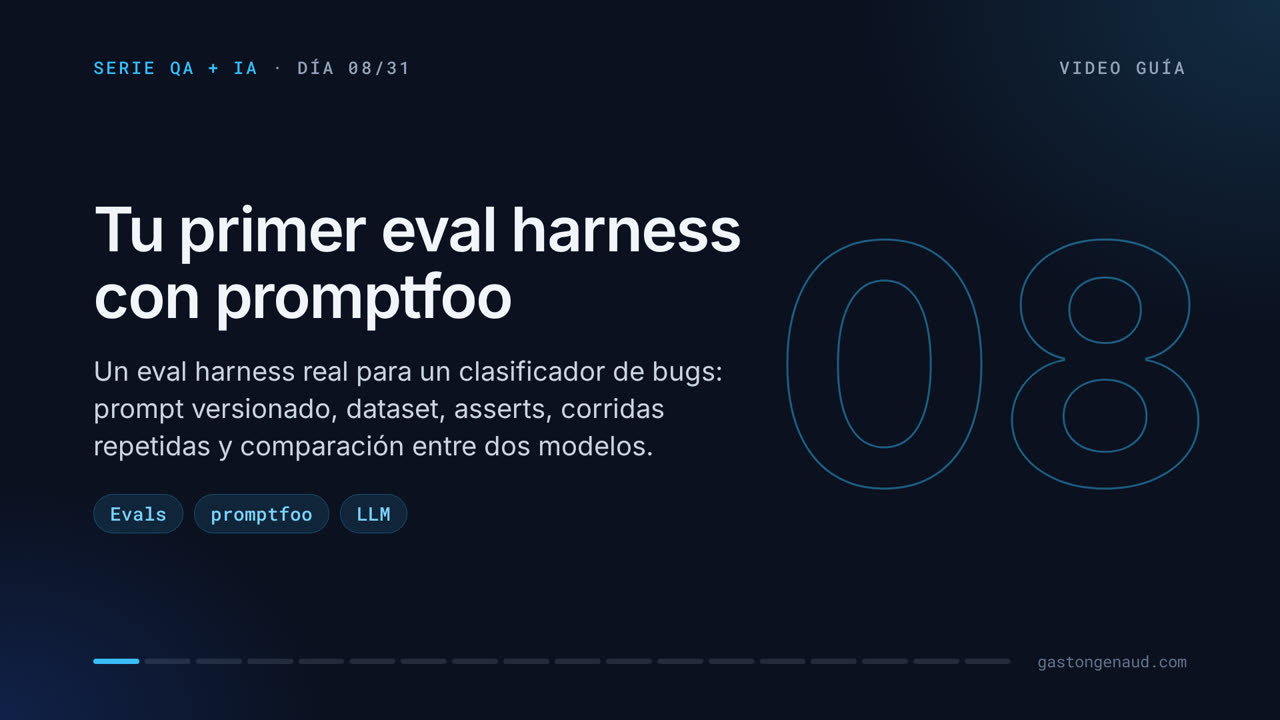 SERIE QA + IA · DÍA 08/31
VIDEO GUÍA
Tu primer eval harness
con promptfoo
08
Un eval harness real para un clasificador de bugs:
prompt versionado, dataset, asserts, corridas
repetidas y comparación entre dos modelos.
Evals
promptfoo
LLM
gastongenaud.com